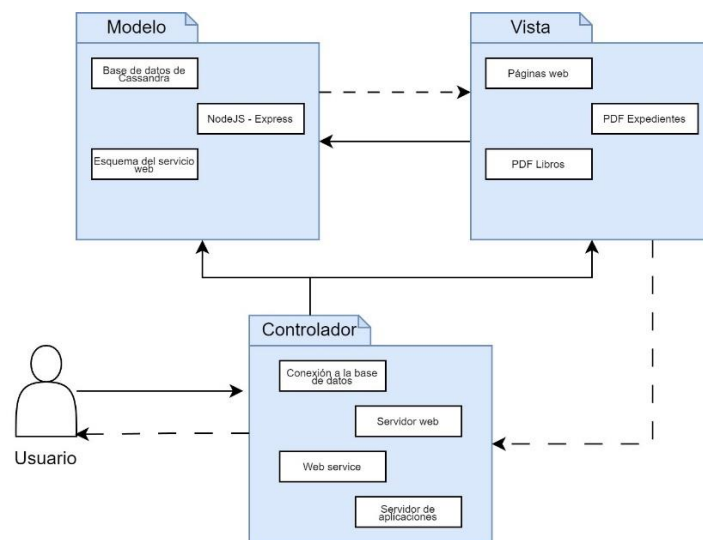 Modelo
Base de datos de
Cassandra
NodeJS - Express
Esquema del servicio
web
Vista
Páginas web
PDF Expedientes
PDF Libros
Controlador
Conexión a la base
de datos
Servidor web
Web service
Servidor de
aplicaciones
Usuario